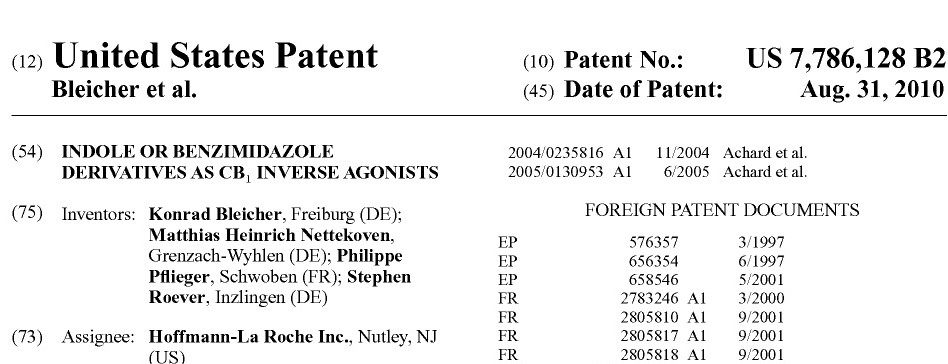 (12) United States Patent
Bleicher et al.
(10) Patent No.: US 7,786,128 B2
(45) Date of Patent: Aug. 31, 2010
(54) INDOLE OR BENZIMIDAZOLE
DERIVATIVES AS CB1 INVERSE AGONISTS
(75) Inventors: Konrad Bleicher, Freiburg (DE);
Matthias Heinrich Nettekoven,
Grenzach-Wyhlen (DE); Philippe
Pflieger, Schwoben (FR); Stephen
Roever, Inzlingen (DE)
(73) Assignee: Hoffmann-La Roche Inc., Nutley, NJ
(US)
2004/0235816 A1 11/2004 Achard et al.
2005/0130953 A1 6/2005 Achard et al.
FOREIGN PATENT DOCUMENTS
EP 576357 3/1997
EP 656354 6/1997
EP 658546 5/2001
FR 2783246 A1 3/2000
FR 2805810 A1 9/2001
FR 2805817 A1 9/2001
FR 2805818 A1 9/2001